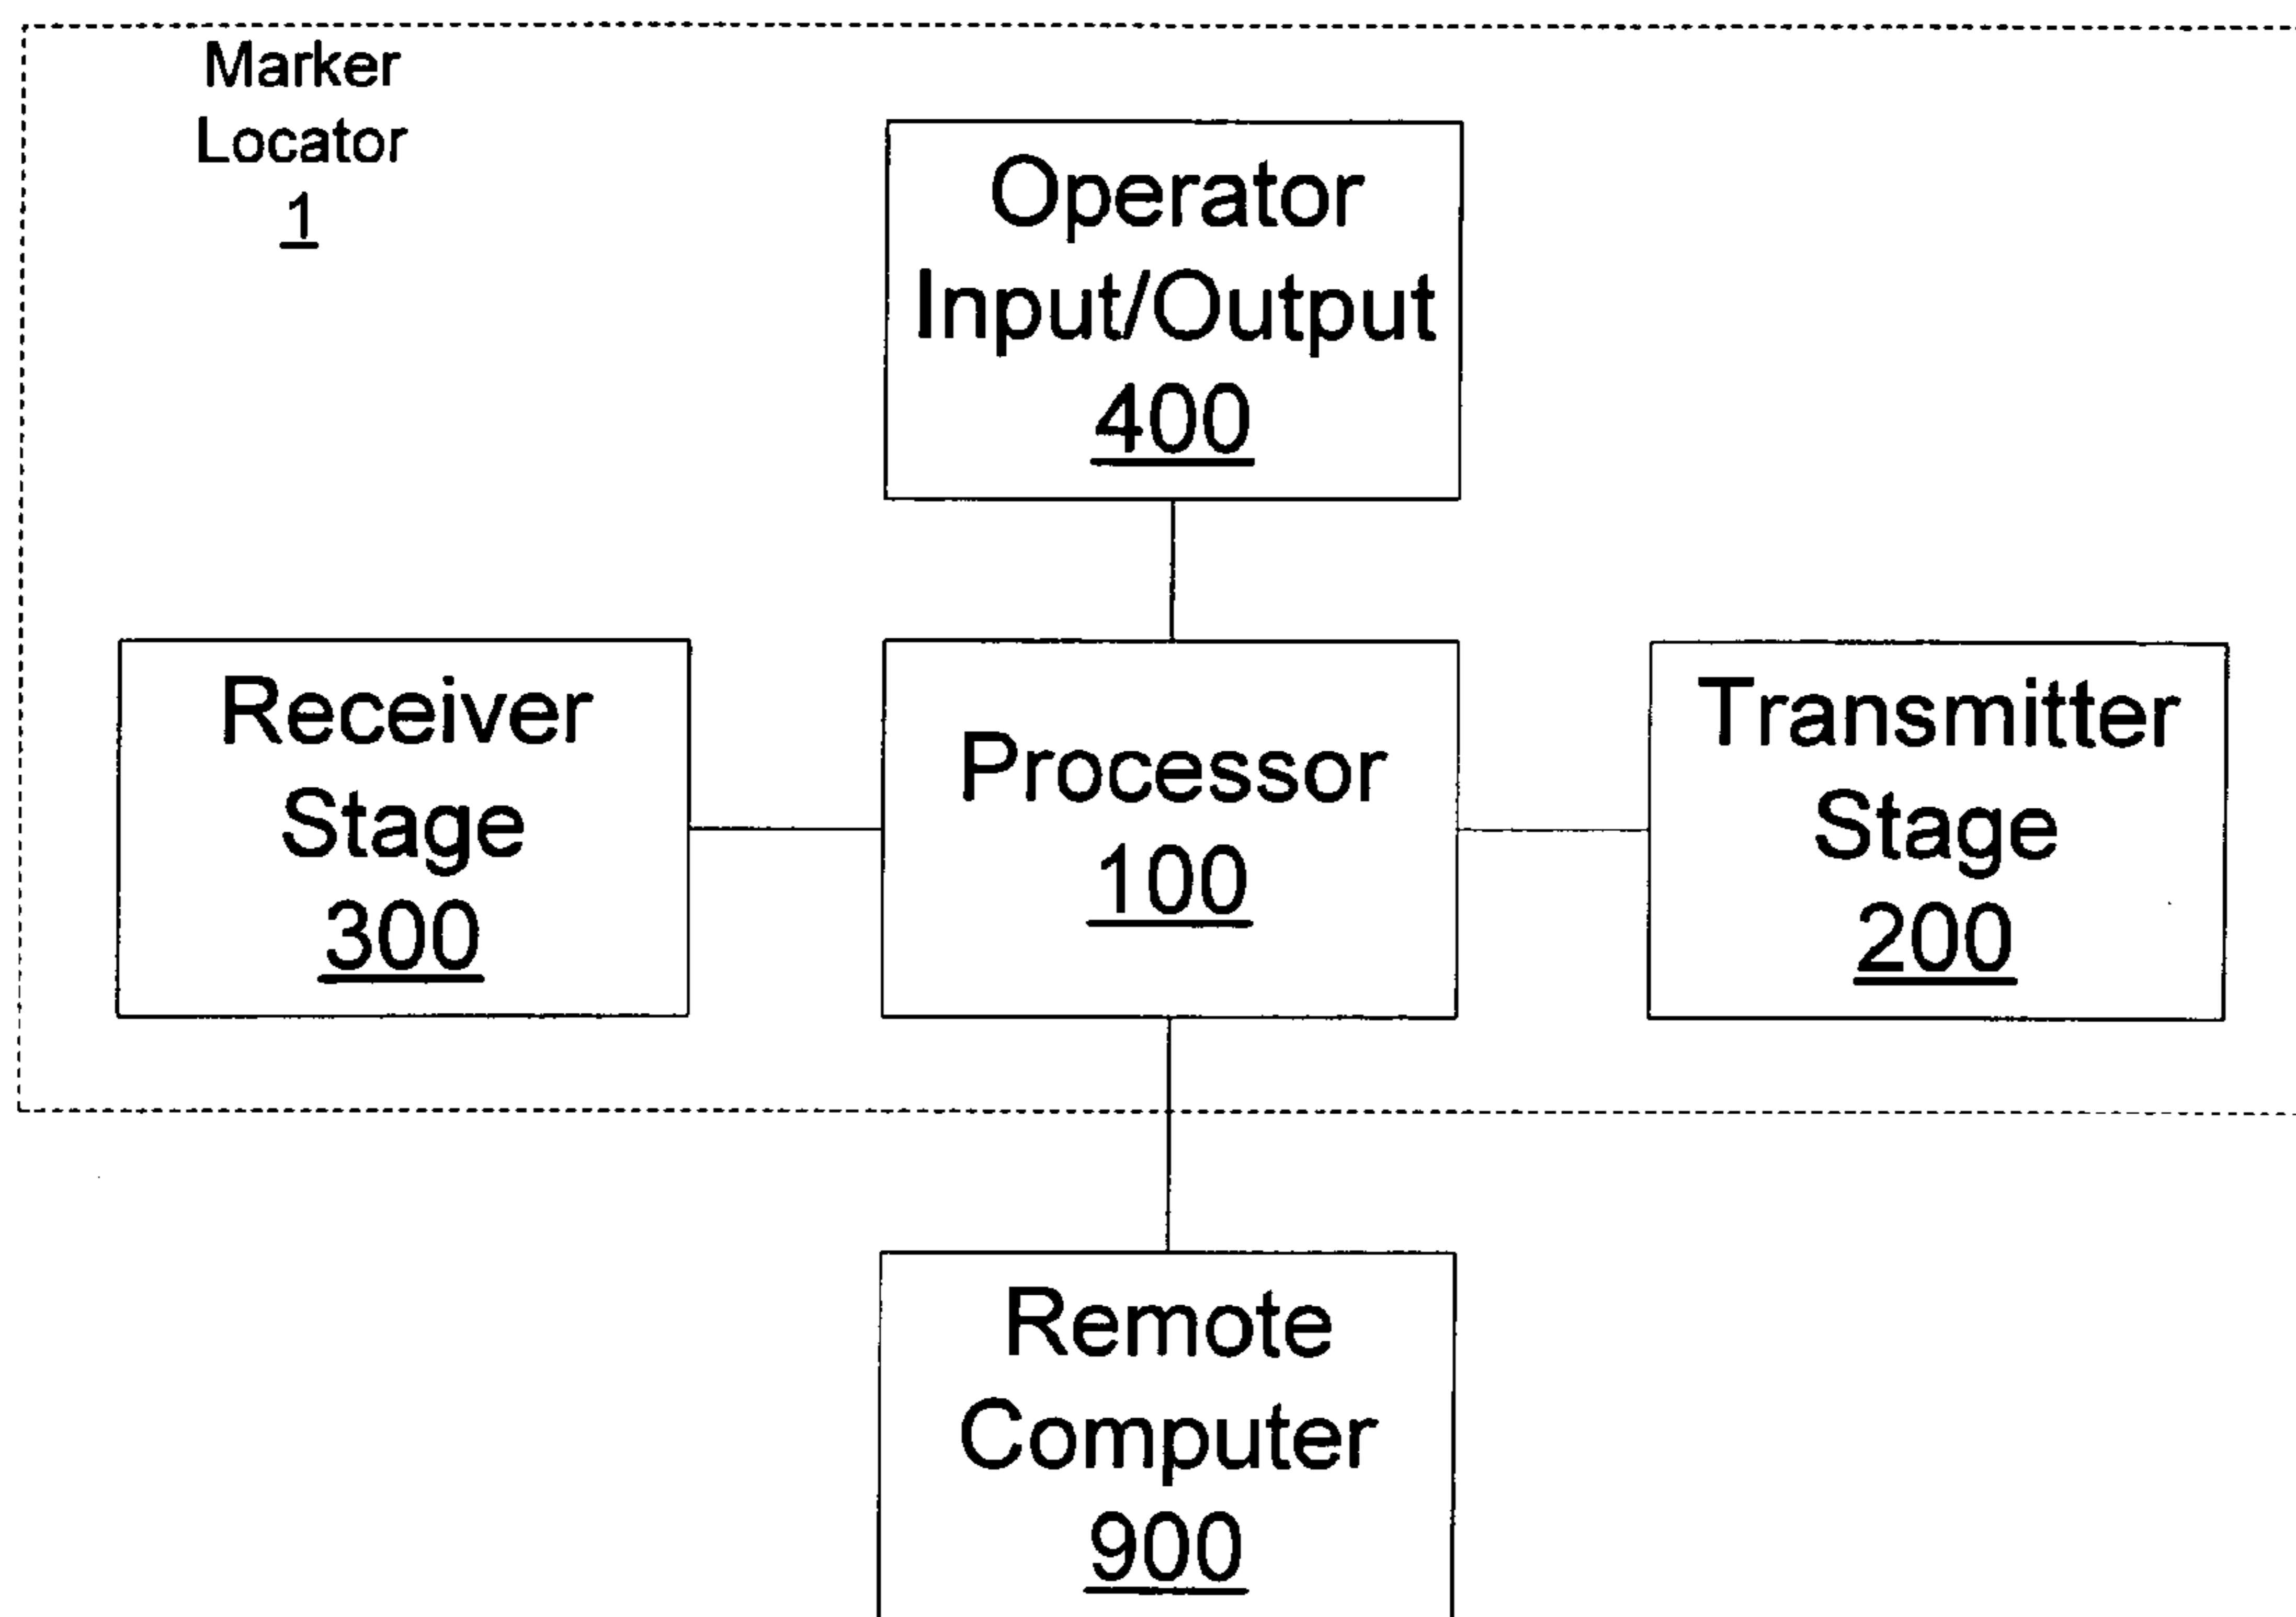 Marker
Locator
1
Operator
Input/Output
400
Receiver
Stage
300
Processor
100
Transmitter
Stage
200
Remote
Computer
900